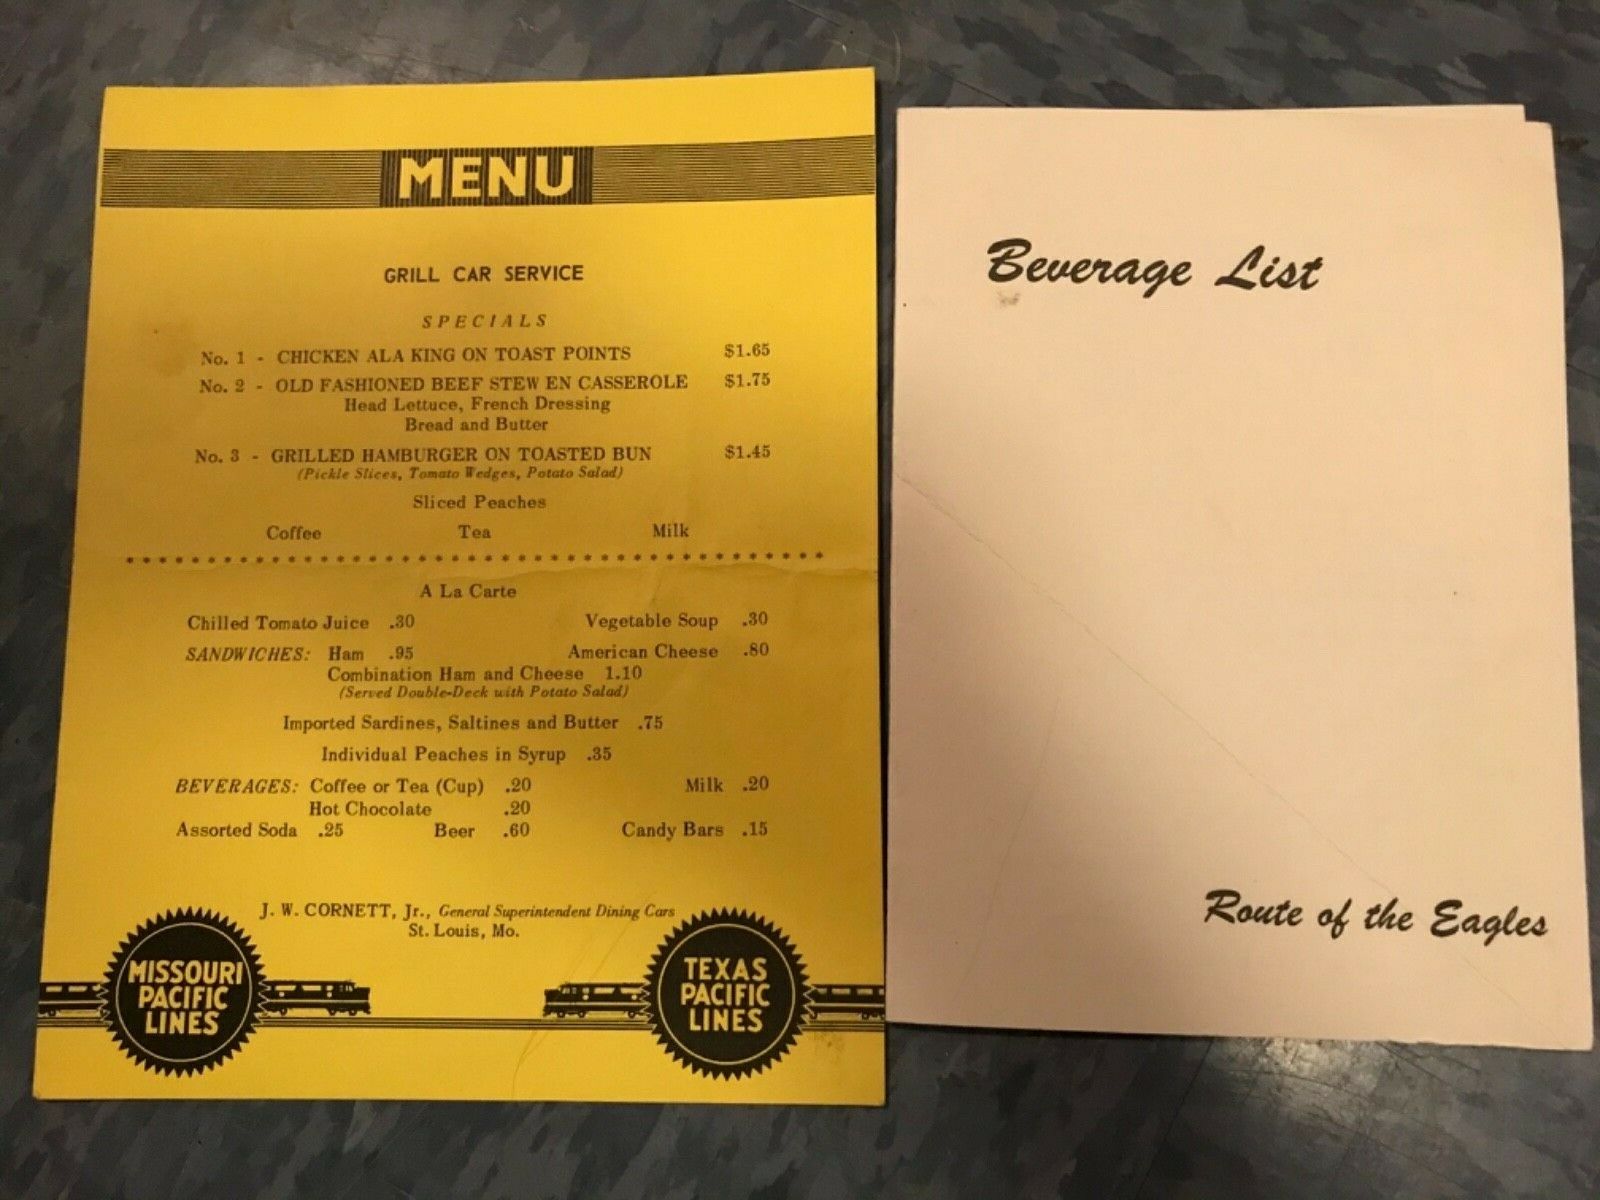 MENU
GRILL CAR SERVICE
SPECIALS
No. 1 - CHICKEN ALA KING ON TOAST POINTS $1.65
No. 2 - OLD FASHIONED BEEF STEW EN CASSEROLE $1.75
Head Lettuce, French Dressing
Bread and Butter
No. 3 - GRILLED HAMBURGER ON TOASTED BUN $1.45
(Pickle Slices, Tomato Wedges, Potato Salad)
Sliced Peaches
Coffee Tea Milk
* * * * * * * * * * * * * * * * * * * * * * * * * * * * * * * * * * * * * * * * * * * *
A La Carte
Chilled Tomato Juice .30 Vegetable Soup .30
SANDWICHES: Ham .95 American Cheese .80
Combination Ham and Cheese 1.10
(Served Double-Deck with Potato Salad)
Imported Sardines, Saltines and Butter .75
Individual Peaches in Syrup .35
BEVERAGES: Coffee or Tea (Cup) .20 Milk .20
Hot Chocolate .20
Assorted Soda .25 Beer .60 Candy Bars .15
J. W. CORNETT, Jr., General Superintendent Dining Cars
St. Louis, Mo.
MISSOURI
PACIFIC
LINES
TEXAS
PACIFIC
LINES
Beverage List
Route of the Eagles